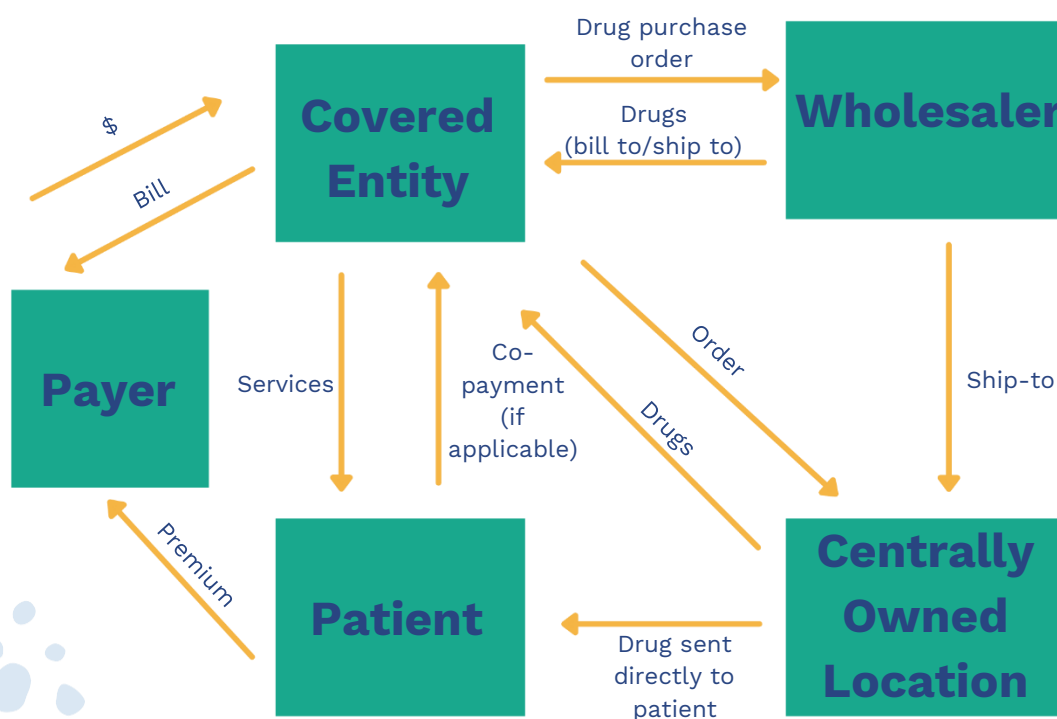 Drug purchase
order
Covered
Entity
Wholesaler
$
Drugs
(bill to/ship to)
Bill
Payer
Services
Co-
payment
(if
applicable)
Order
Drugs
Ship-to
Premium
Patient
Centrally
Owned
Location
Drug sent
directly to
patient